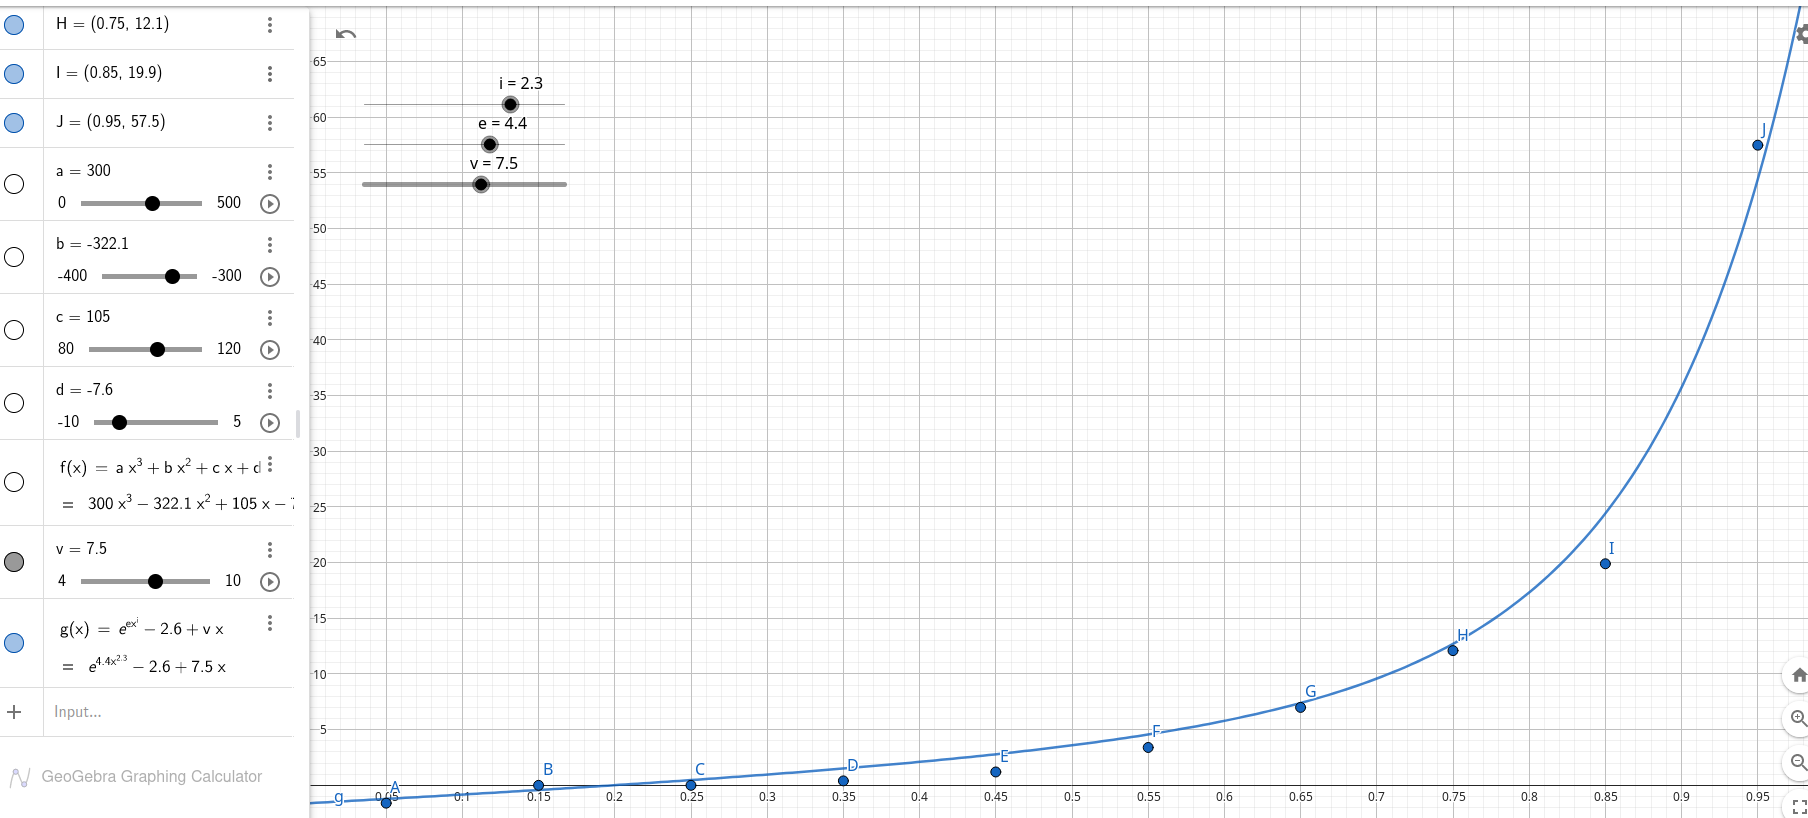 H = (0.75, 12.1)
I = (0.85, 19.9)
J = (0.95, 57.5)
a = 300
0 500
b = -322.1
-400 -300
c = 105
80 120
d = -7.6
-10 5
f(x) = a x³ + b x² + c x + d
= 300 x³ − 322.1 x² + 105 x −
v = 7.5
4 10
g(x) = e^(e x^i) − 2.6 + v x
= e^(4.4x^2.3) − 2.6 + 7.5 x
Input...
GeoGebra Graphing Calculator
i = 2.3
e = 4.4
v = 7.5
65
60
55
50
45
40
35
30
25
20
15
10
5
g
A
B
C
D
E
F
G
H
I
J
0.05 0.1 0.15 0.2 0.25 0.3 0.35 0.4 0.45 0.5 0.55 0.6 0.65 0.7 0.75 0.8 0.85 0.9 0.95